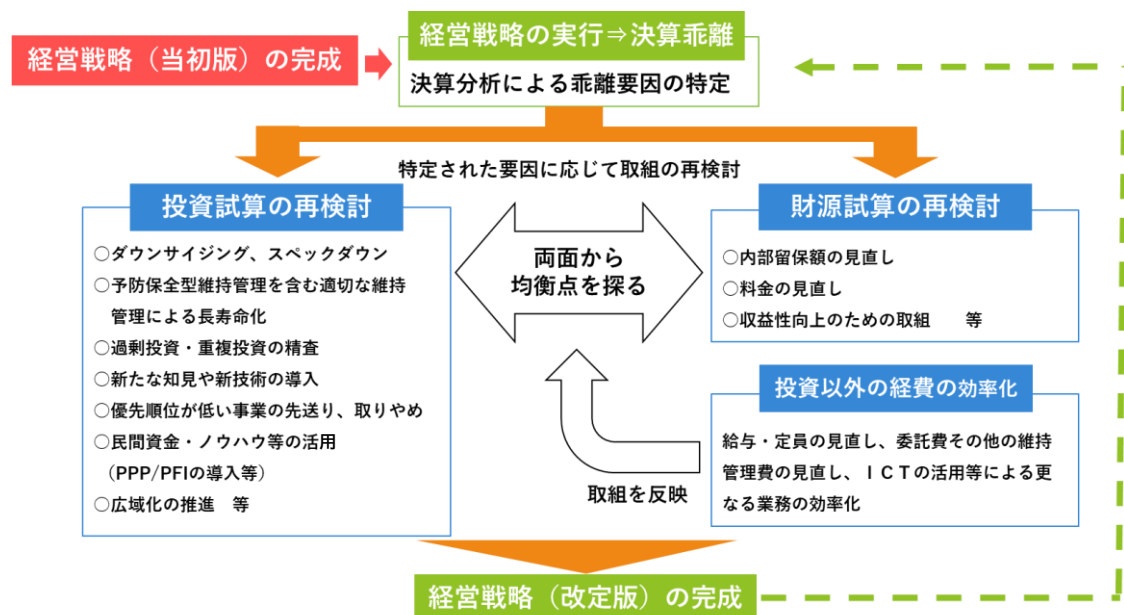 経営戦略（当初版）の完成
経営戦略の実行⇒決算乖離
決算分析による乖離要因の特定
特定された要因に応じて取組の再検討
投資試算の再検討
○ダウンサイジング、スペックダウン
○予防保全型維持管理を含む適切な維持
管理による長寿命化
○過剰投資・重複投資の精査
○新たな知見や新技術の導入
○優先順位が低い事業の先送り、取りやめ
○民間資金・ノウハウ等の活用
（PPP/PFIの導入等）
○広域化の推進　等
両面から
均衡点を探る
財源試算の再検討
○内部留保額の見直し
○料金の見直し
○収益性向上のための取組　　等
投資以外の経費の効率化
給与・定員の見直し、委託費その他の維持
管理費の見直し、ＩＣＴの活用等による更
なる業務の効率化
取組を反映
経営戦略（改定版）の完成